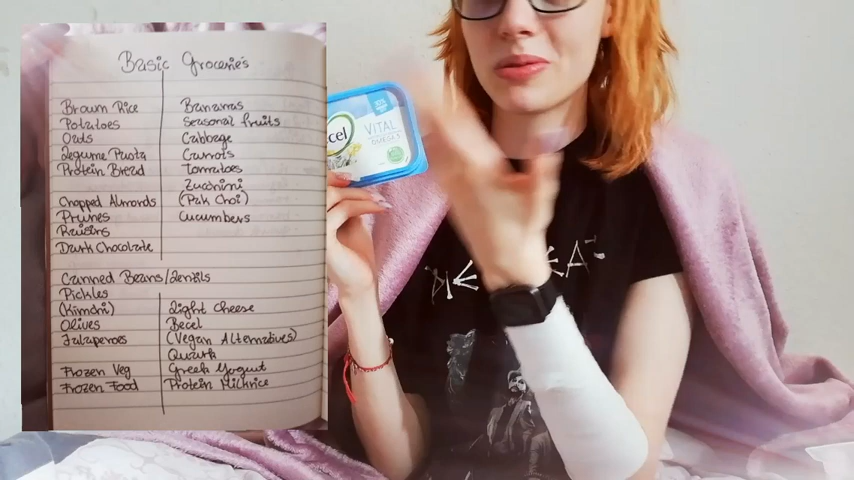 Basic Groceries
Brown Rice
Potatoes
Oats
Legume Pasta
Protein Bread
Chopped Almonds
Prunes
Raisins
Dark Chocolate
Bananas
Seasonal fruits
Cabbage
Carrots
Tomatoes
Zucchini
(Pak Choi)
Cucumbers
Canned Beans/Lentils
Pickles
(Kimchi)
Olives
Jalapenoes
Frozen Veg
Frozen Food
Light Cheese
Becel
(Vegan Alternatives)
Quark
Greek Yogurt
Protein Milkrice
cel
VITAL